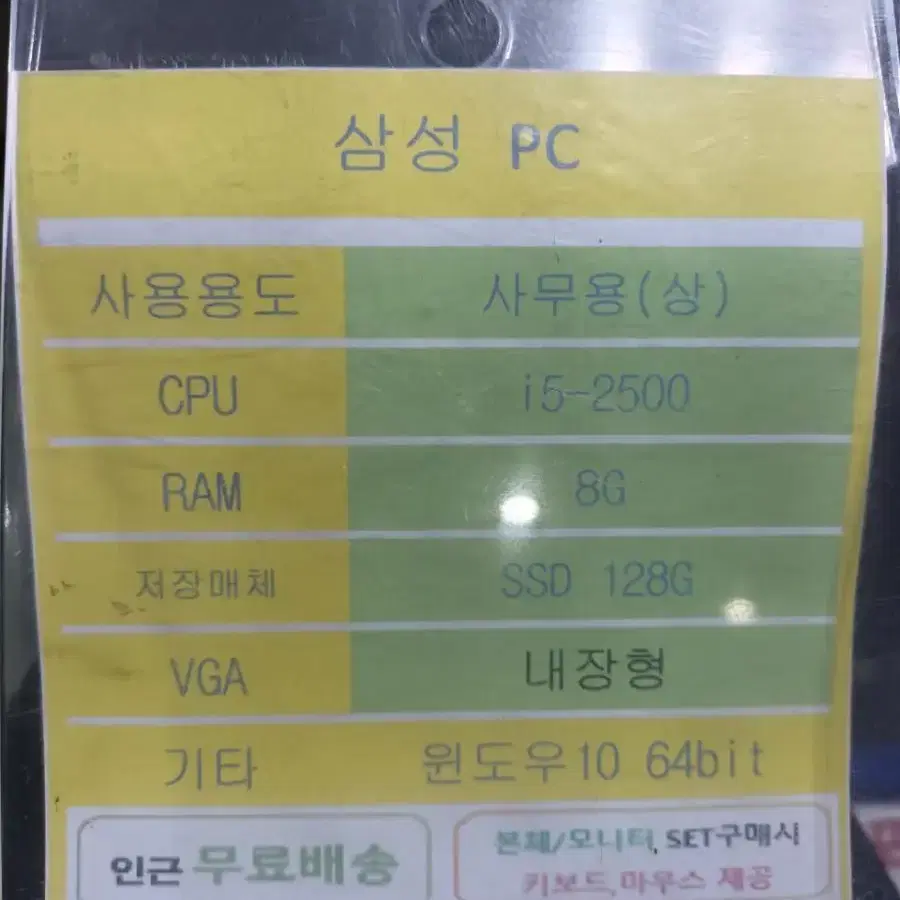 삼성 PC
사용용도 사무용(상)
CPU i5-2500
RAM 8G
저장매체 SSD 128G
VGA 내장형
기타 윈도우10 64bit
인근 무료배송
본체/모니터, SET구매시
키보드,마우스 제공